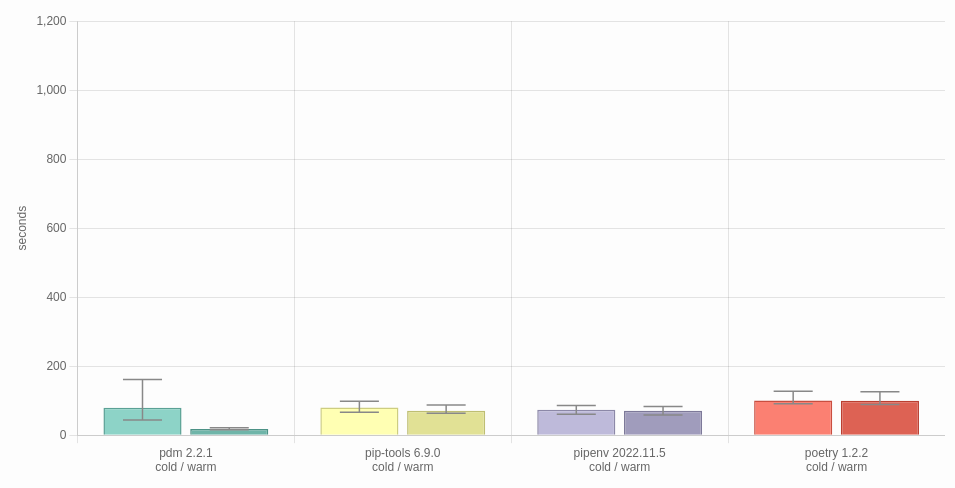 1,200
1,000
800
seconds
600
400
200
0
pdm 2.2.1
cold / warm
pip-tools 6.9.0
cold / warm
pipenv 2022.11.5
cold / warm
poetry 1.2.2
cold / warm